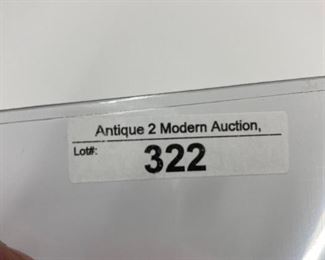 Antique 2 Modern Auction,
Lot#: 322